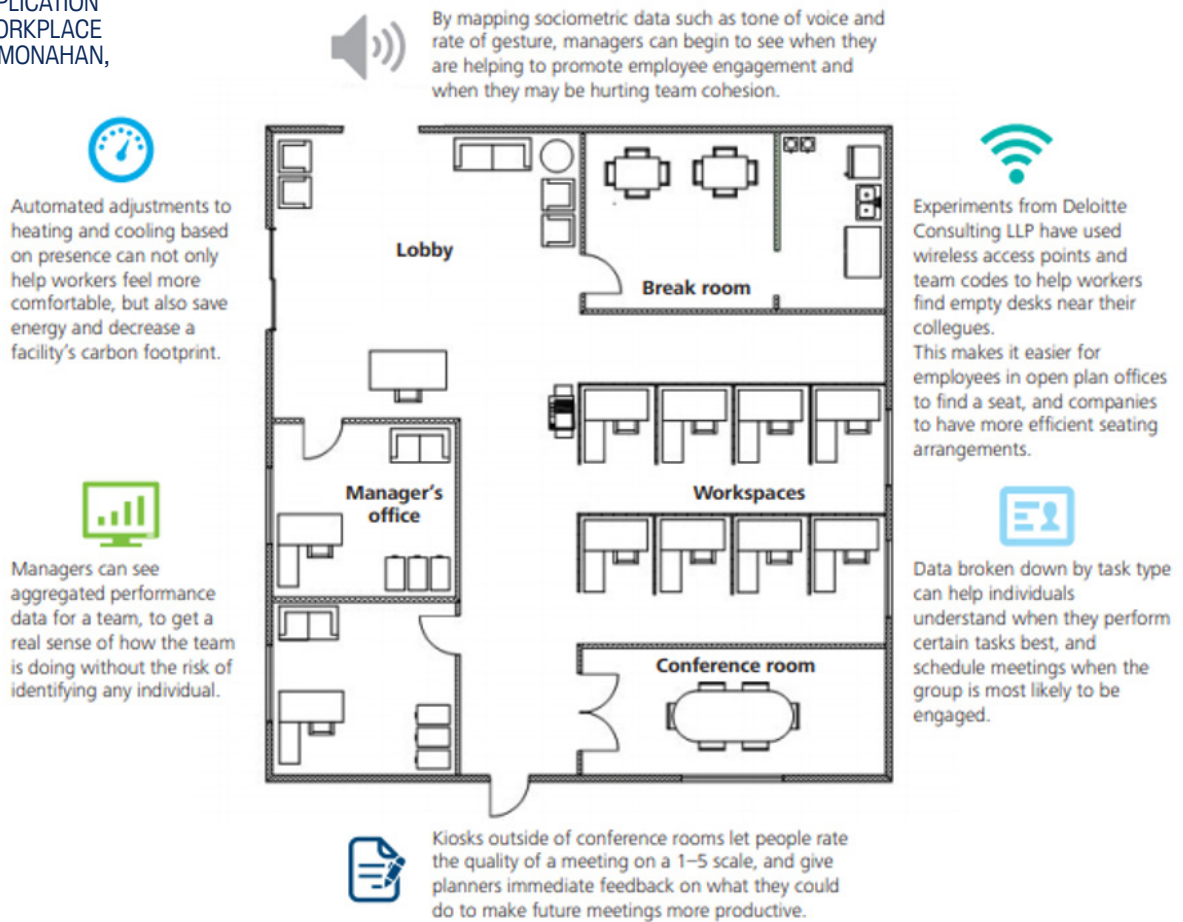 PLICATION
ORKPLACE
MONAHAN,
By mapping sociometric data such as tone of voice and
rate of gesture, managers can begin to see when they
are helping to promote employee engagement and
when they may be hurting team cohesion.
Automated adjustments to
heating and cooling based
on presence can not only
help workers feel more
comfortable, but also save
energy and decrease a
facility's carbon footprint.
Lobby
Break room
Experiments from Deloitte
Consulting LLP have used
wireless access points and
team codes to help workers
find empty desks near their
collegues.
This makes it easier for
employees in open plan offices
to find a seat, and companies
to have more efficient seating
arrangements.
Manager's
office
Workspaces
Managers can see
aggregated performance
data for a team, to get a
real sense of how the team
is doing without the risk of
identifying any individual.
Data broken down by task type
can help individuals
understand when they perform
certain tasks best, and
schedule meetings when the
group is most likely to be
engaged.
Conference room
Kiosks outside of conference rooms let people rate
the quality of a meeting on a 1–5 scale, and give
planners immediate feedback on what they could
do to make future meetings more productive.